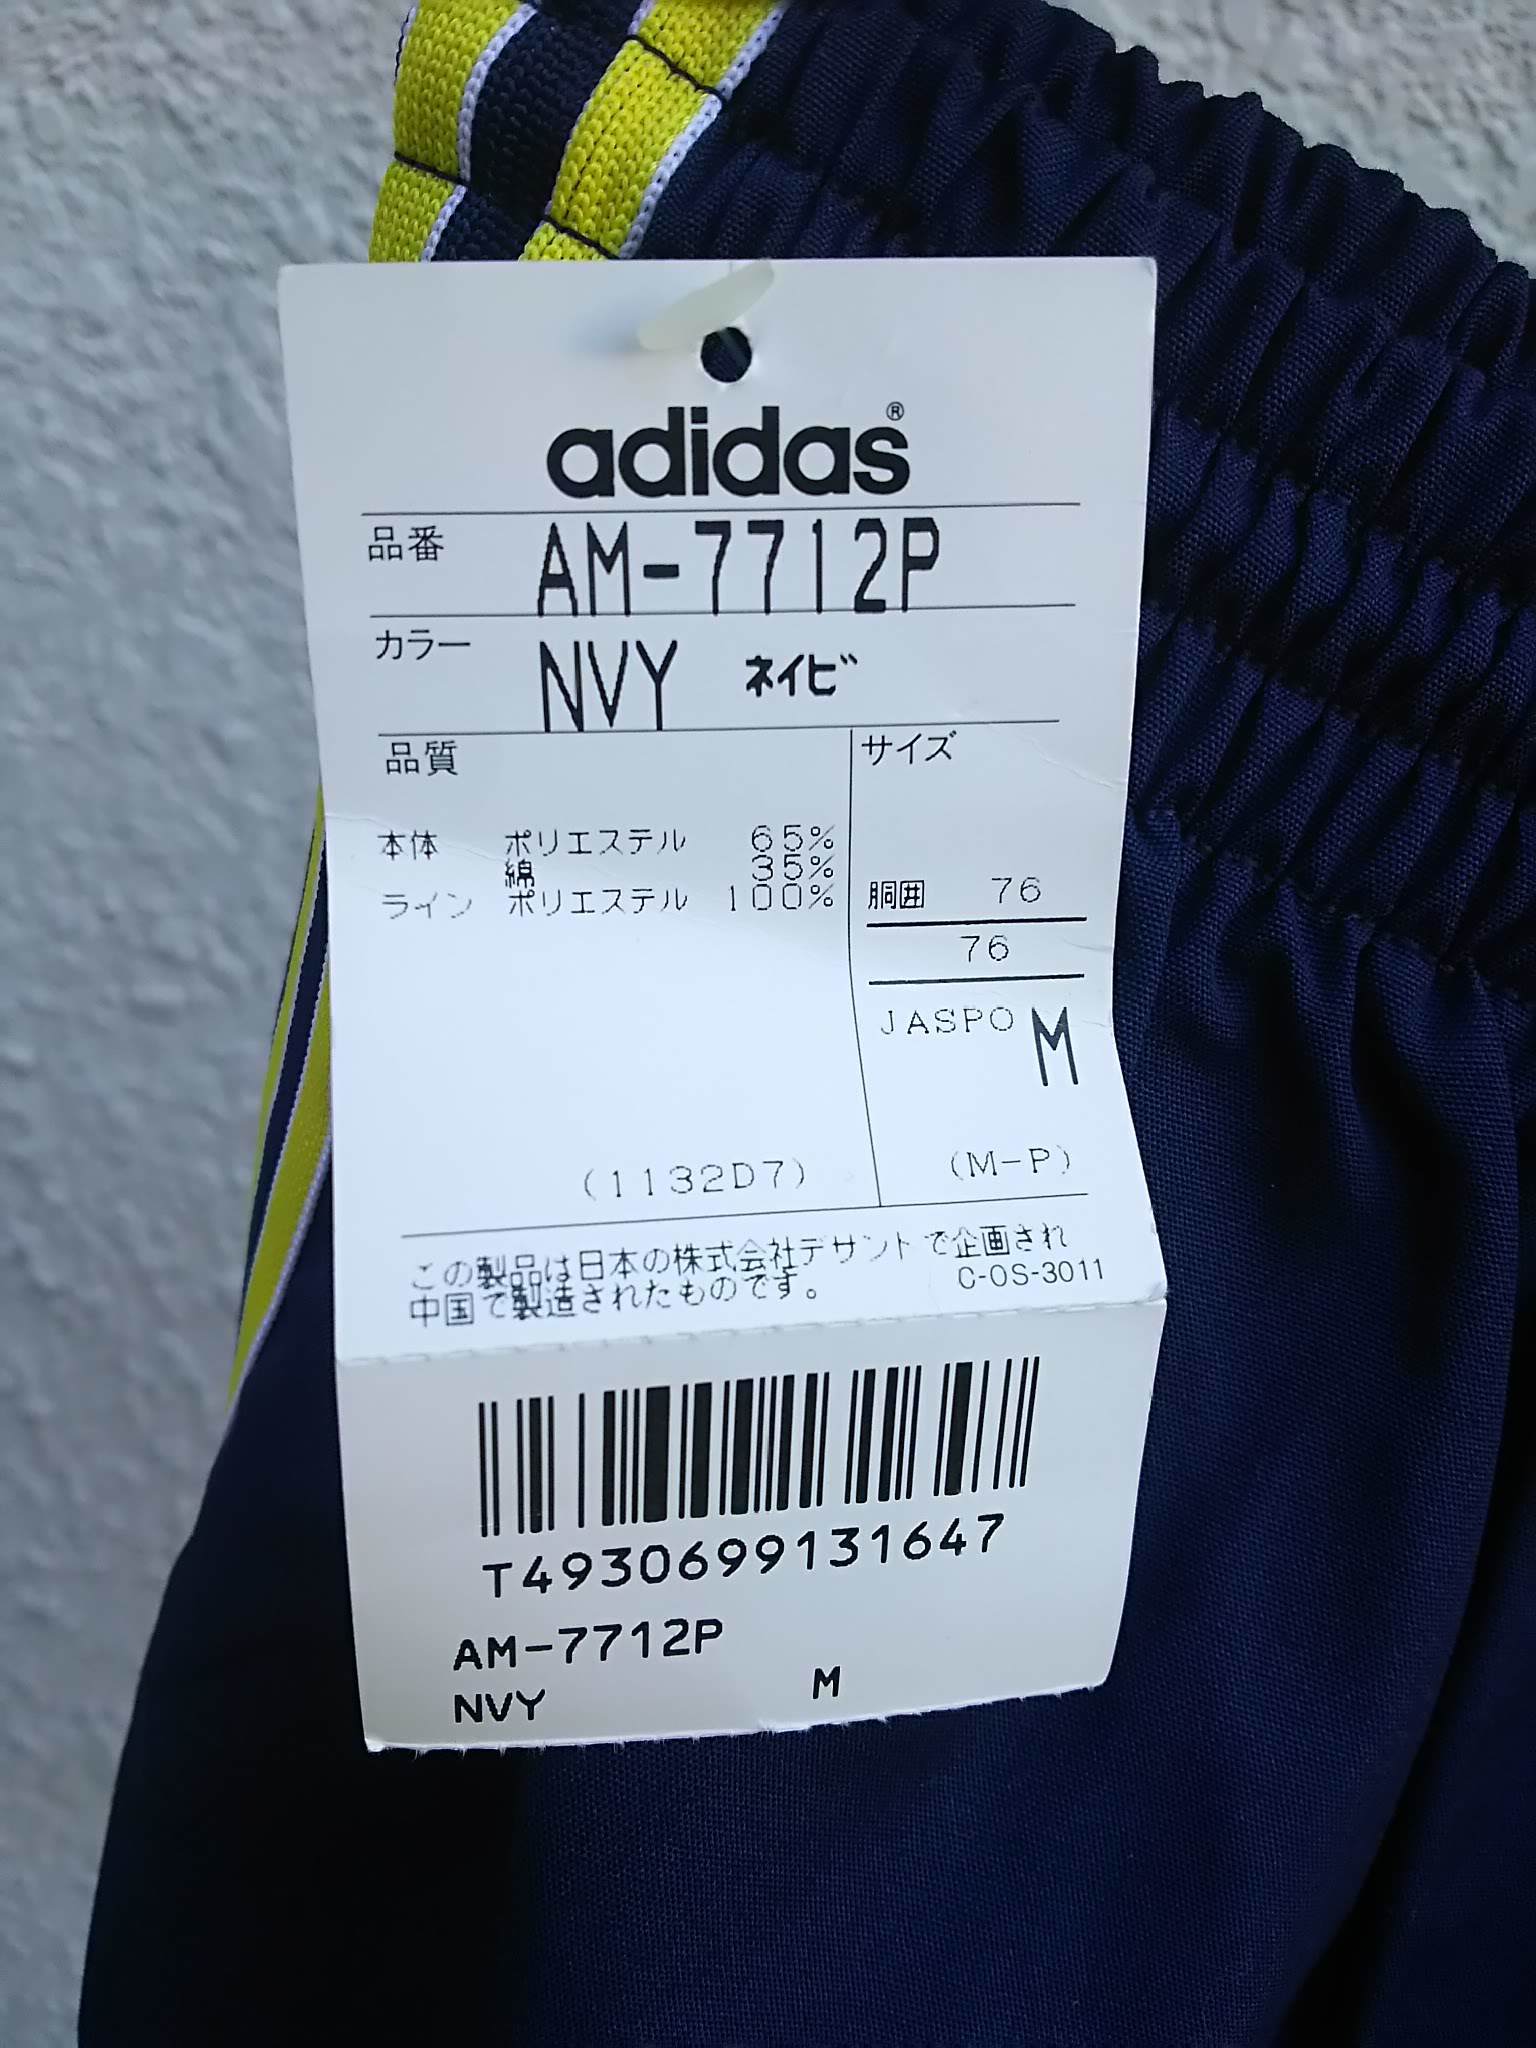 adidas®
品番 AM-7712P
カラー NVY ネイビ
品質 サイズ
本体 ポリエステル 65%
綿 35%
ライン ポリエステル 100%
胴囲 76
76
JASPO M
(1132D7) (M-P)
この製品は日本の株式会社デサントで企画され
中国で製造されたものです。 C-OS-3011
T4930699131647
AM-7712P
NVY M